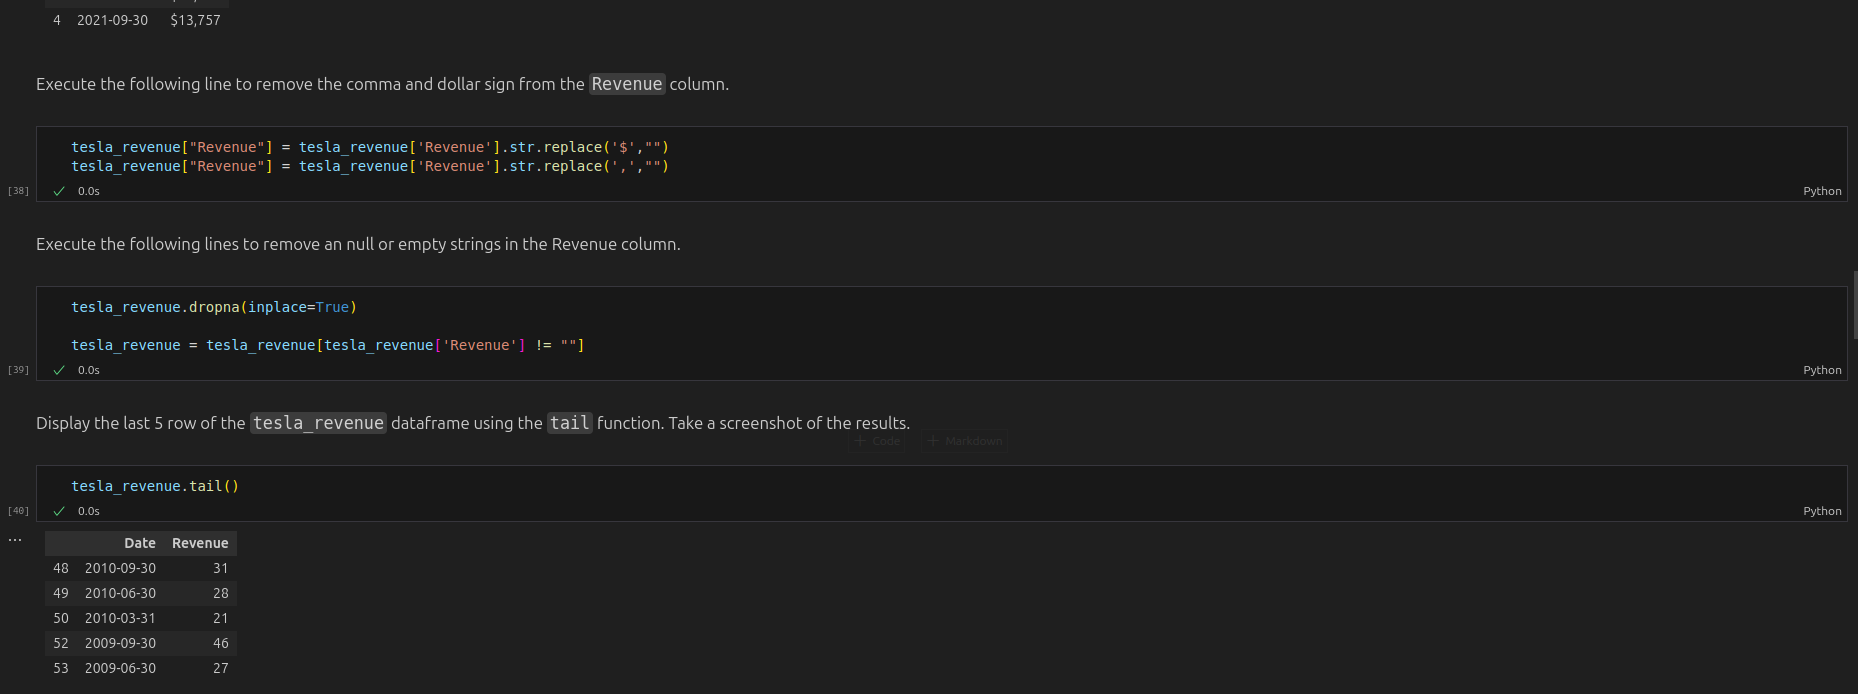 4 2021-09-30 $13,757
Execute the following line to remove the comma and dollar sign from the Revenue column.
tesla_revenue["Revenue"] = tesla_revenue['Revenue'].str.replace('$',"")
tesla_revenue["Revenue"] = tesla_revenue['Revenue'].str.replace(',',"")
[38] ✓ 0.0s Python
Execute the following lines to remove an null or empty strings in the Revenue column.
tesla_revenue.dropna(inplace=True)
tesla_revenue = tesla_revenue[tesla_revenue['Revenue'] != ""]
[39] ✓ 0.0s Python
Display the last 5 row of the tesla_revenue dataframe using the tail function. Take a screenshot of the results.
+ Code + Markdown
tesla_revenue.tail()
[40] ✓ 0.0s Python
... Date Revenue
48 2010-09-30 31
49 2010-06-30 28
50 2010-03-31 21
52 2009-09-30 46
53 2009-06-30 27